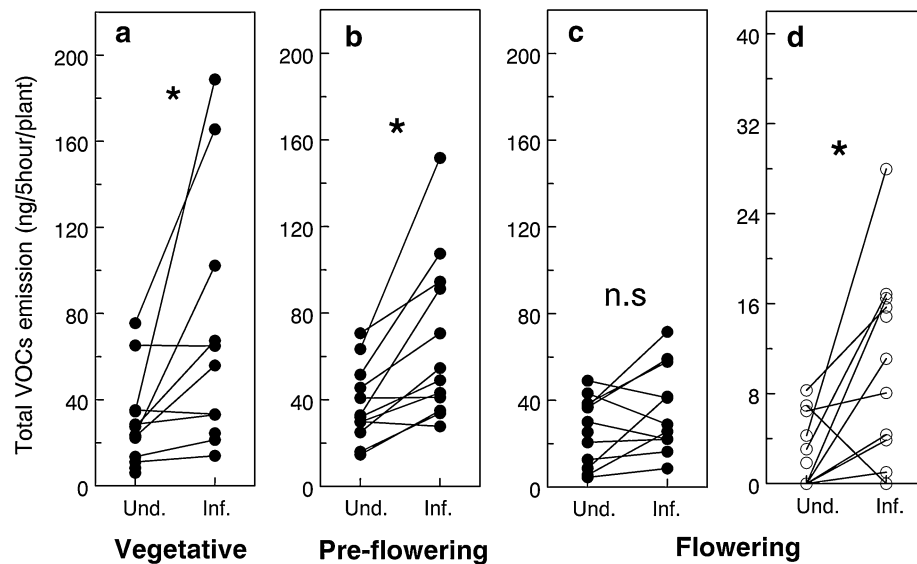 Total VOCs emission (ng/5hour/plant)
a
*
200
160
120
80
40
0
Und. Inf.
Vegetative
b
*
200
160
120
80
40
0
Und. Inf.
Pre-flowering
c
n.s
200
160
120
80
40
0
Und. Inf.
d
*
40
32
24
16
8
0
Und. Inf.
Flowering